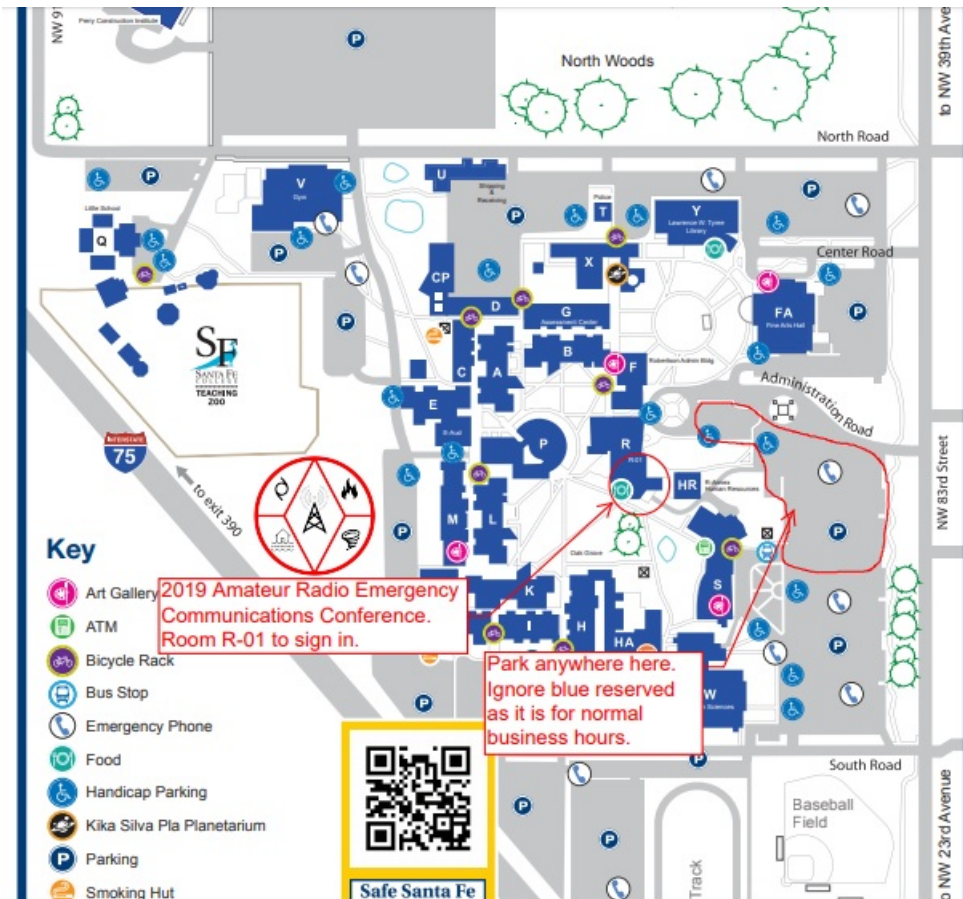 NW 91
Perry Construction Institute
P
North Woods
to NW 39th Ave
North Road
U
Shipping
&
Receiving
V
Gym
Little School
Q
P
P
P
Police
T
Y
Lawrence W. Tyree
Library
P
Center Road
X
CP
D
G
Assessment Center
FA
Fine Arts Hall
P
P
B
C
A
F
Robertson Admin Bldg
SF
SANTA FE
COLLEGE
TEACHING
ZOO
E
Administration
Road
P
R
R-01
HR
R-Annex
Human Resources
NW 83rd Street
INTERSTATE
75
to exit 390
M
L
P
P
Oak Grove
S
K
I
H
HA
P
W
Sciences
P
Key
Art Gallery
ATM
Bicycle Rack
Bus Stop
Emergency Phone
Food
Handicap Parking
Kika Silva Pla Planetarium
P Parking
Smoking Hut
2019 Amateur Radio Emergency
Communications Conference.
Room R-01 to sign in.
Park anywhere here.
Ignore blue reserved
as it is for normal
business hours.
P
South Road
P
P
Baseball
Field
Track
NW 23rd Avenue
Safe Santa Fe